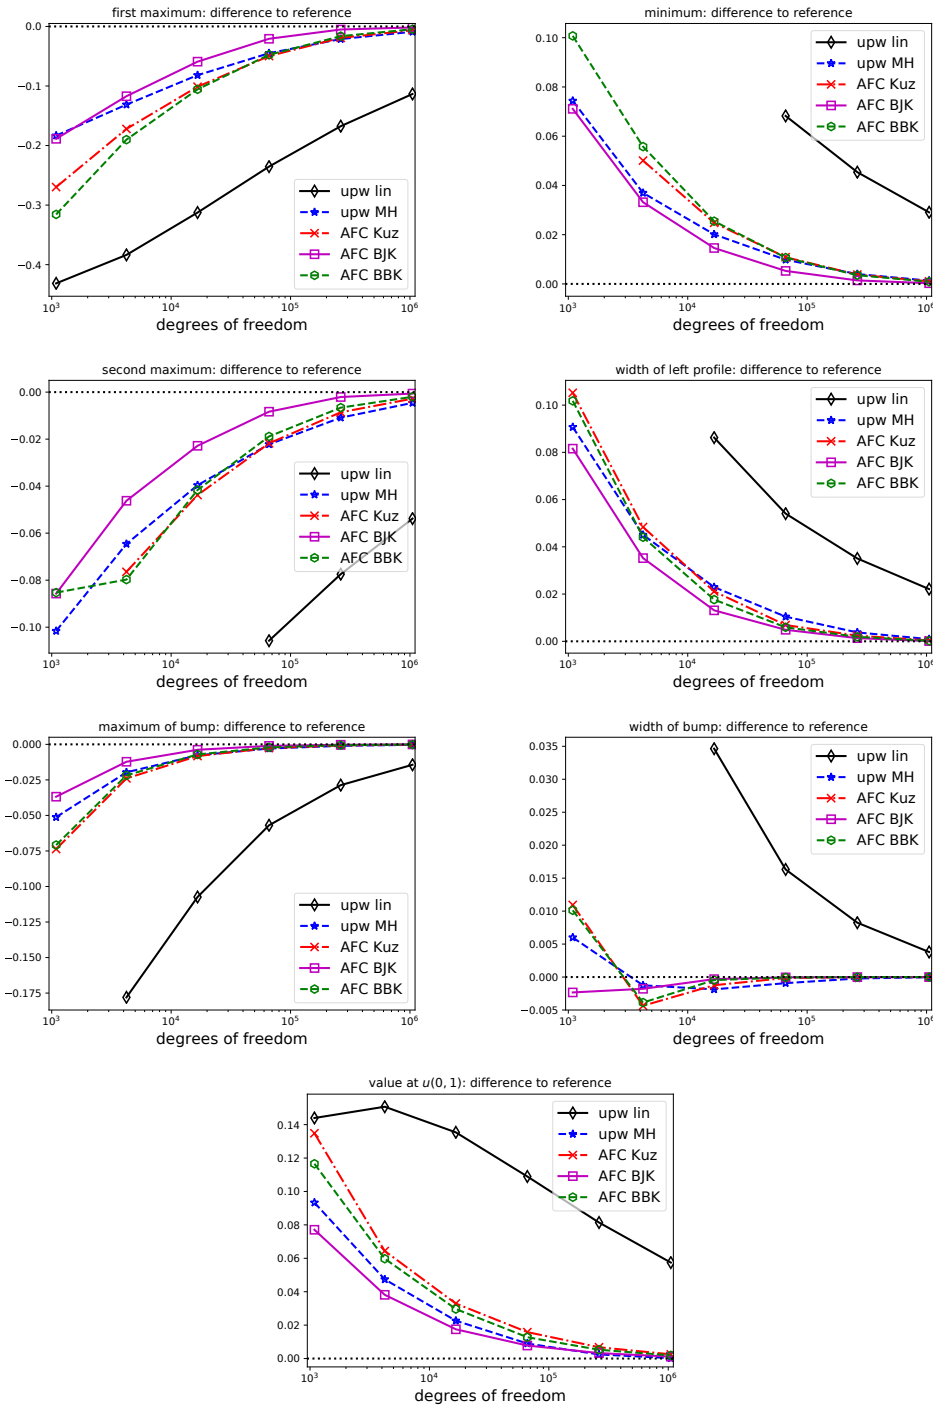 first maximum: difference to reference
0.0
−0.1
−0.2
−0.3
−0.4
10³ 10⁴ 10⁵ 10⁶
degrees of freedom
upw lin
upw MH
AFC Kuz
AFC BJK
AFC BBK
minimum: difference to reference
0.10
0.08
0.06
0.04
0.02
0.00
10³ 10⁴ 10⁵ 10⁶
degrees of freedom
upw lin
upw MH
AFC Kuz
AFC BJK
AFC BBK
second maximum: difference to reference
0.00
−0.02
−0.04
−0.06
−0.08
−0.10
10³ 10⁴ 10⁵ 10⁶
degrees of freedom
upw lin
upw MH
AFC Kuz
AFC BJK
AFC BBK
width of left profile: difference to reference
0.10
0.08
0.06
0.04
0.02
0.00
10³ 10⁴ 10⁵ 10⁶
degrees of freedom
upw lin
upw MH
AFC Kuz
AFC BJK
AFC BBK
maximum of bump: difference to reference
0.000
−0.025
−0.050
−0.075
−0.100
−0.125
−0.150
−0.175
10³ 10⁴ 10⁵ 10⁶
degrees of freedom
upw lin
upw MH
AFC Kuz
AFC BJK
AFC BBK
width of bump: difference to reference
0.035
0.030
0.025
0.020
0.015
0.010
0.005
0.000
−0.005
10³ 10⁴ 10⁵ 10⁶
degrees of freedom
upw lin
upw MH
AFC Kuz
AFC BJK
AFC BBK
value at u(0, 1): difference to reference
0.14
0.12
0.10
0.08
0.06
0.04
0.02
0.00
10³ 10⁴ 10⁵ 10⁶
degrees of freedom
upw lin
upw MH
AFC Kuz
AFC BJK
AFC BBK